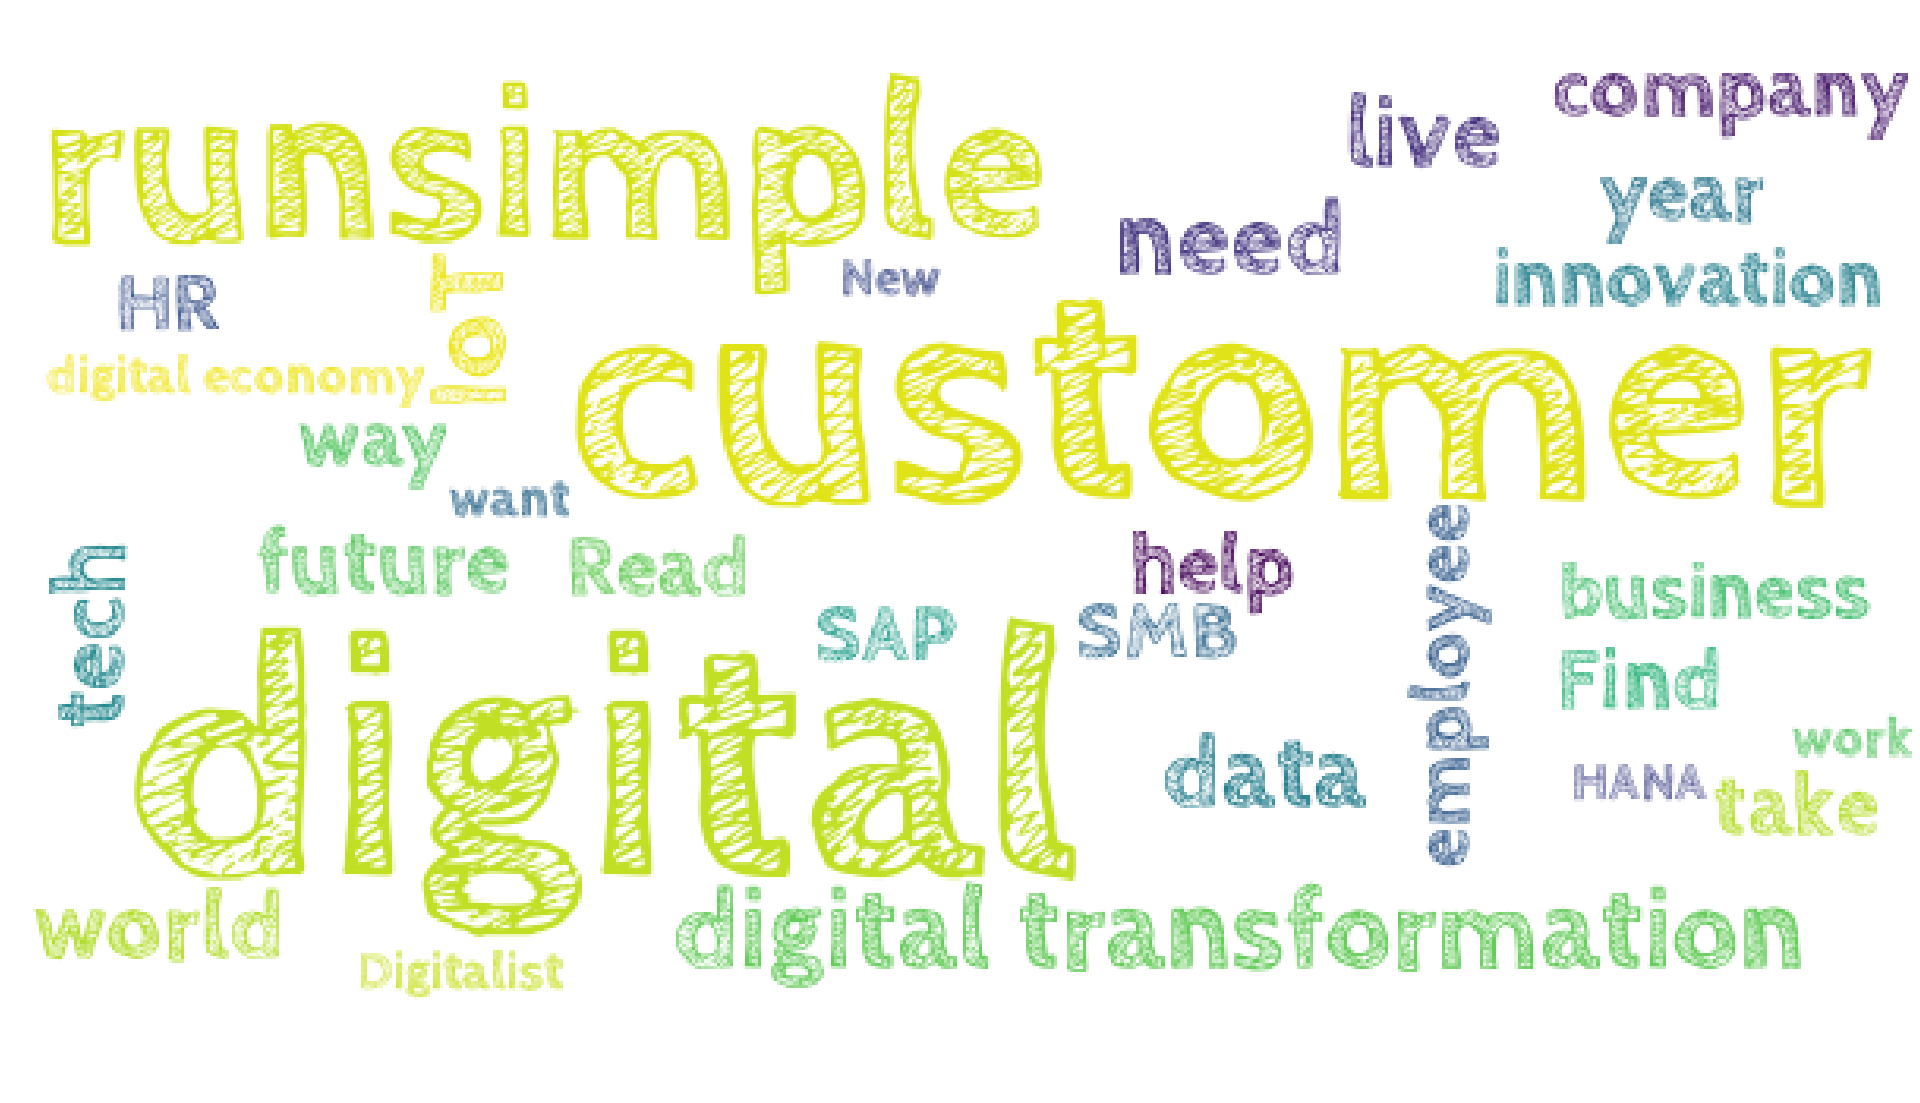 company
live
runsimple
year
need
New
innovation
HR
IoT
digital economy
customer
way
want
future
Read
help
employee
tech
business
SAP
SMB
digital
Find
work
data
HANA
take
world
digital transformation
Digitalist